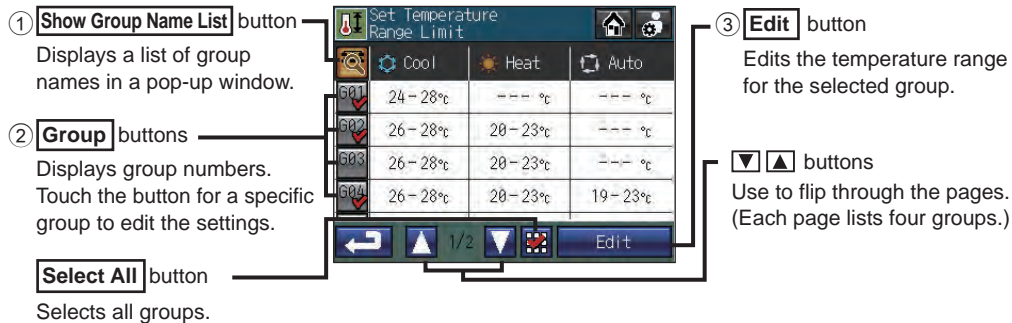 ① Show Group Name List button
Displays a list of group
names in a pop-up window.
② Group buttons
Displays group numbers.
Touch the button for a specific
group to edit the settings.
Select All button
Selects all groups.
Set Temperature
Range Limit
Cool Heat Auto
G01 24-28℃ --- ℃ --- ℃
G02 26-28℃ 20-23℃ --- ℃
G03 26-28℃ 20-23℃ --- ℃
G04 26-28℃ 20-23℃ 19-23℃
1/2 Edit
③ Edit button
Edits the temperature range
for the selected group.
▼ ▲ buttons
Use to flip through the pages.
(Each page lists four groups.)